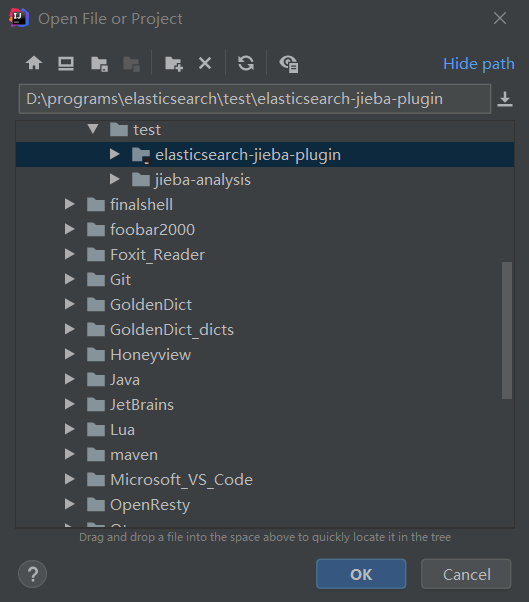 Open File or Project
Hide path
D:\programs\elasticsearch\test\elasticsearch-jieba-plugin
test
elasticsearch-jieba-plugin
jieba-analysis
finalshell
foobar2000
Foxit_Reader
Git
GoldenDict
GoldenDict_dicts
Honeyview
Java
JetBrains
Lua
maven
Microsoft_VS_Code
OpenResty
Drag and drop a file into the space above to quickly locate it in the tree
?
OK
Cancel